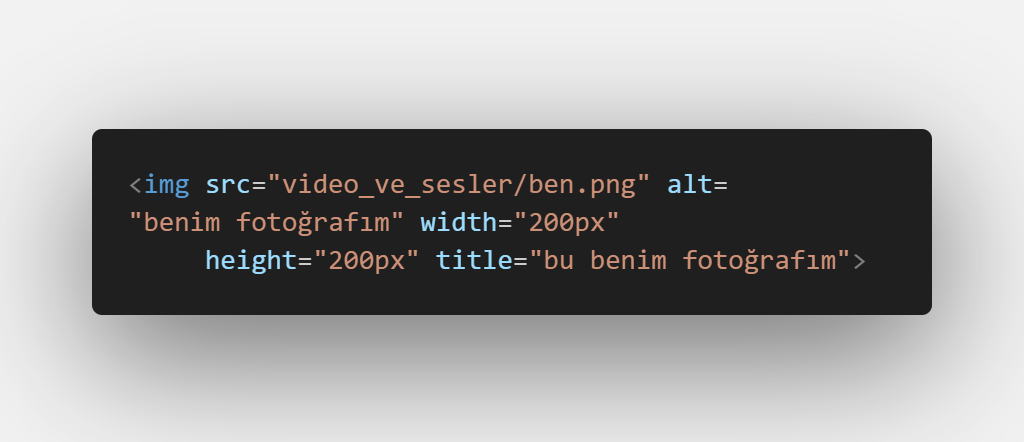 <img src="video_ve_sesler/ben.png" alt=
"benim fotoğrafım" width="200px"
height="200px" title="bu benim fotoğrafım">